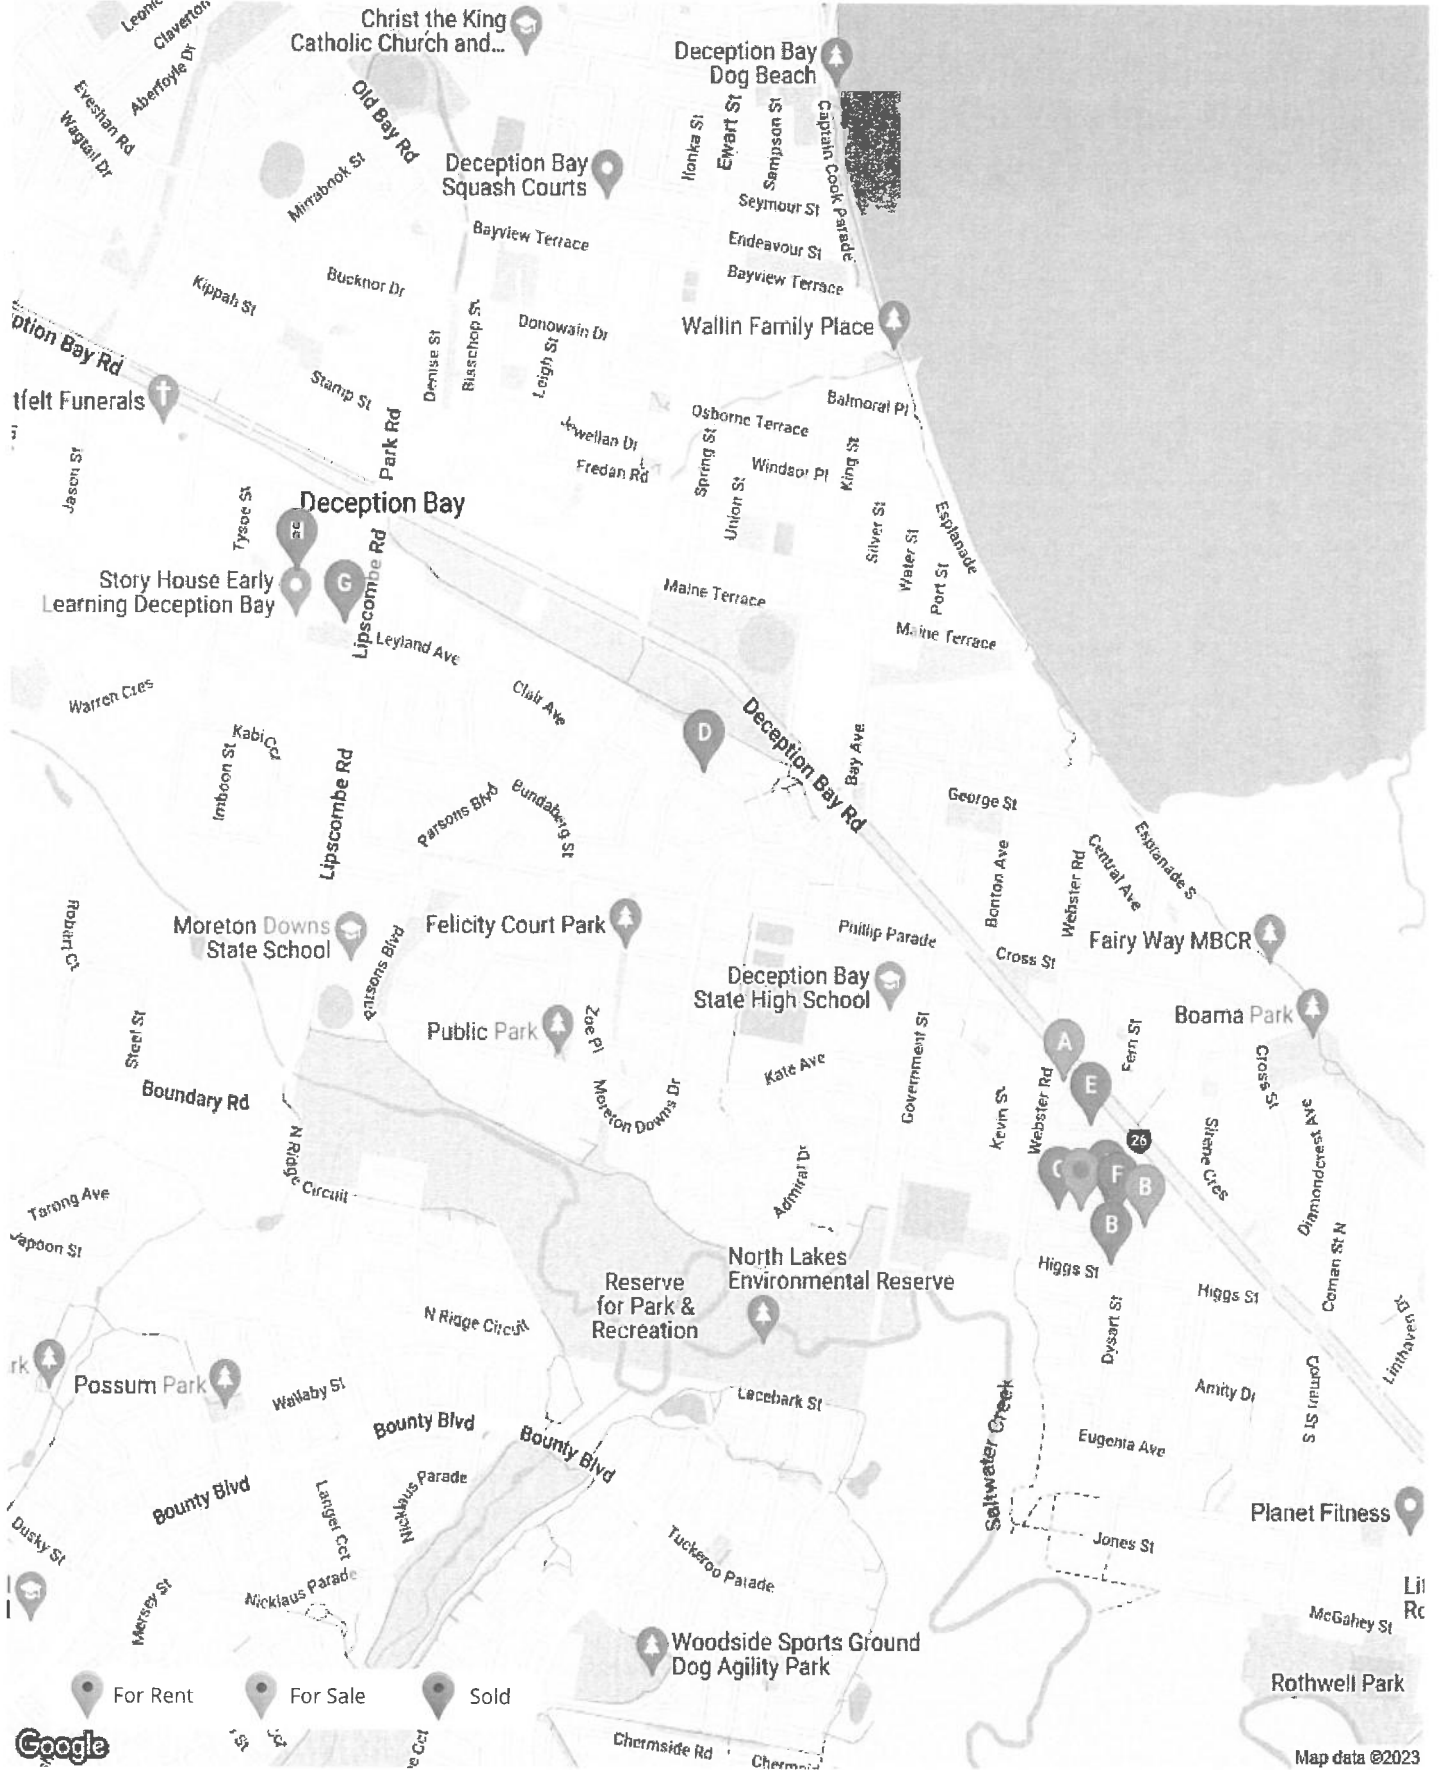 Leonie
Claverton
Christ the King
Catholic Church and...
Aberfoyle Dr
Eveshan Rd
Wagtail Dr
Old Bay Rd
Mirrabook St
Deception Bay
Dog Beach
Ilonka St
Ewart St
Sampson St
Captain Cook Parade
Deception Bay
Squash Courts
Seymour St
Bayview Terrace
Endeavour St
Bayview Terrace
Kippah St
Bucknor Dr
Donowain Dr
Wallin Family Place
ption Bay Rd
Denise St
Bisschop St
Leigh St
Stamp St
tfelt Funerals
Park Rd
Balmoral Pl
Osborne Terrace
Jewellan Dr
Fredan Rd
Spring St
Windsor Pl
King St
Jason St
Tysoe St
Deception Bay
Union St
Silver St
Water St
Port St
Esplanade
Story House Early
Learning Deception Bay
G
Lipscombe Rd
Maine Terrace
Maine Terrace
Leyland Ave
Warren Cres
Clair Ave
Kabi Cct
Imboon St
D
Deception Bay Rd
Bay Ave
Lipscombe Rd
Parsons Blvd
Bundaberg St
George St
Bonton Ave
Webster Rd
Central Ave
Esplanade S
Robart Ct
Moreton Downs
State School
Parsons Blvd
Felicity Court Park
Phillip Parade
Cross St
Fairy Way MBCR
Deception Bay
State High School
Boama Park
Public Park
Zoe Pl
Steel St
Boundary Rd
Moreton Downs Dr
Kate Ave
Government St
Kevin St
Webster Rd
A
E
Fern St
Cross St
26
Sirene Cres
Diamondcrest Ave
N Ridge Circuit
Admiral Dr
C
F
B
B
Tarong Ave
Japoon St
North Lakes
Environmental Reserve
Reserve
for Park &
Recreation
Higgs St
Higgs St
Coman St N
N Ridge Circuit
Dysart St
Linthaven Dr
rk
Possum Park
Wallaby St
Lacebark St
Amity Dr
Coman St S
Bounty Blvd
Bounty Blvd
Saltwater Creek
Eugenia Ave
Bounty Blvd
Langer Cct
Nicklaus Parade
Planet Fitness
Dusky St
Tuckeroo Parade
Jones St
Mersey St
Nicklaus Parade
McGahey St
Woodside Sports Ground
Dog Agility Park
Rothwell Park
For Rent
For Sale
Sold
Google
Chermside Rd
Map data ©2023